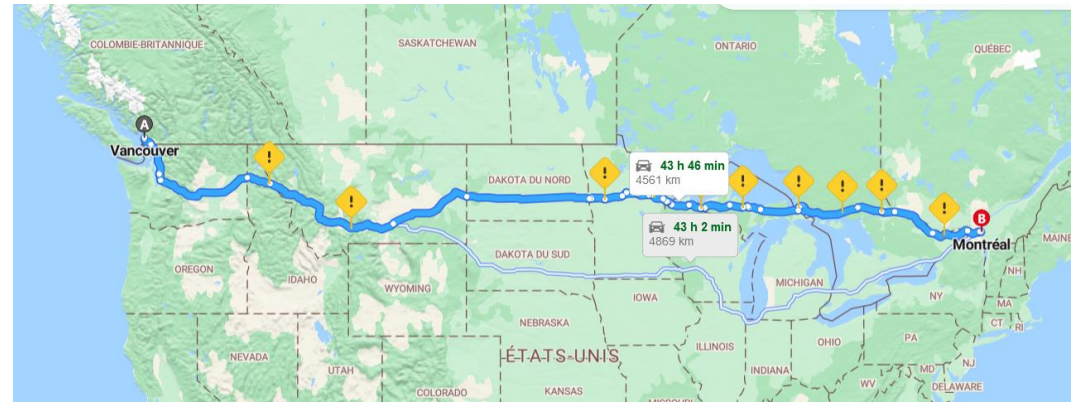 COLOMBIE-BRITANNIQUE
SASKATCHEWAN
ONTARIO
QUÉBEC
A
Vancouver
DAKOTA DU NORD
43 h 46 min
4561 km
43 h 2 min
4869 km
B
Montréal
MAINE
OREGON
IDAHO
WYOMING
DAKOTA DU SUD
IOWA
MICHIGAN
NY
NH
MA
CT
RI
NEBRASKA
ILLINOIS
OHIO
PA
NJ
NEVADA
UTAH
ÉTATS-UNIS
INDIANA
MD
DELAWARE
WV
COLORADO
KANSAS
MISSOURI